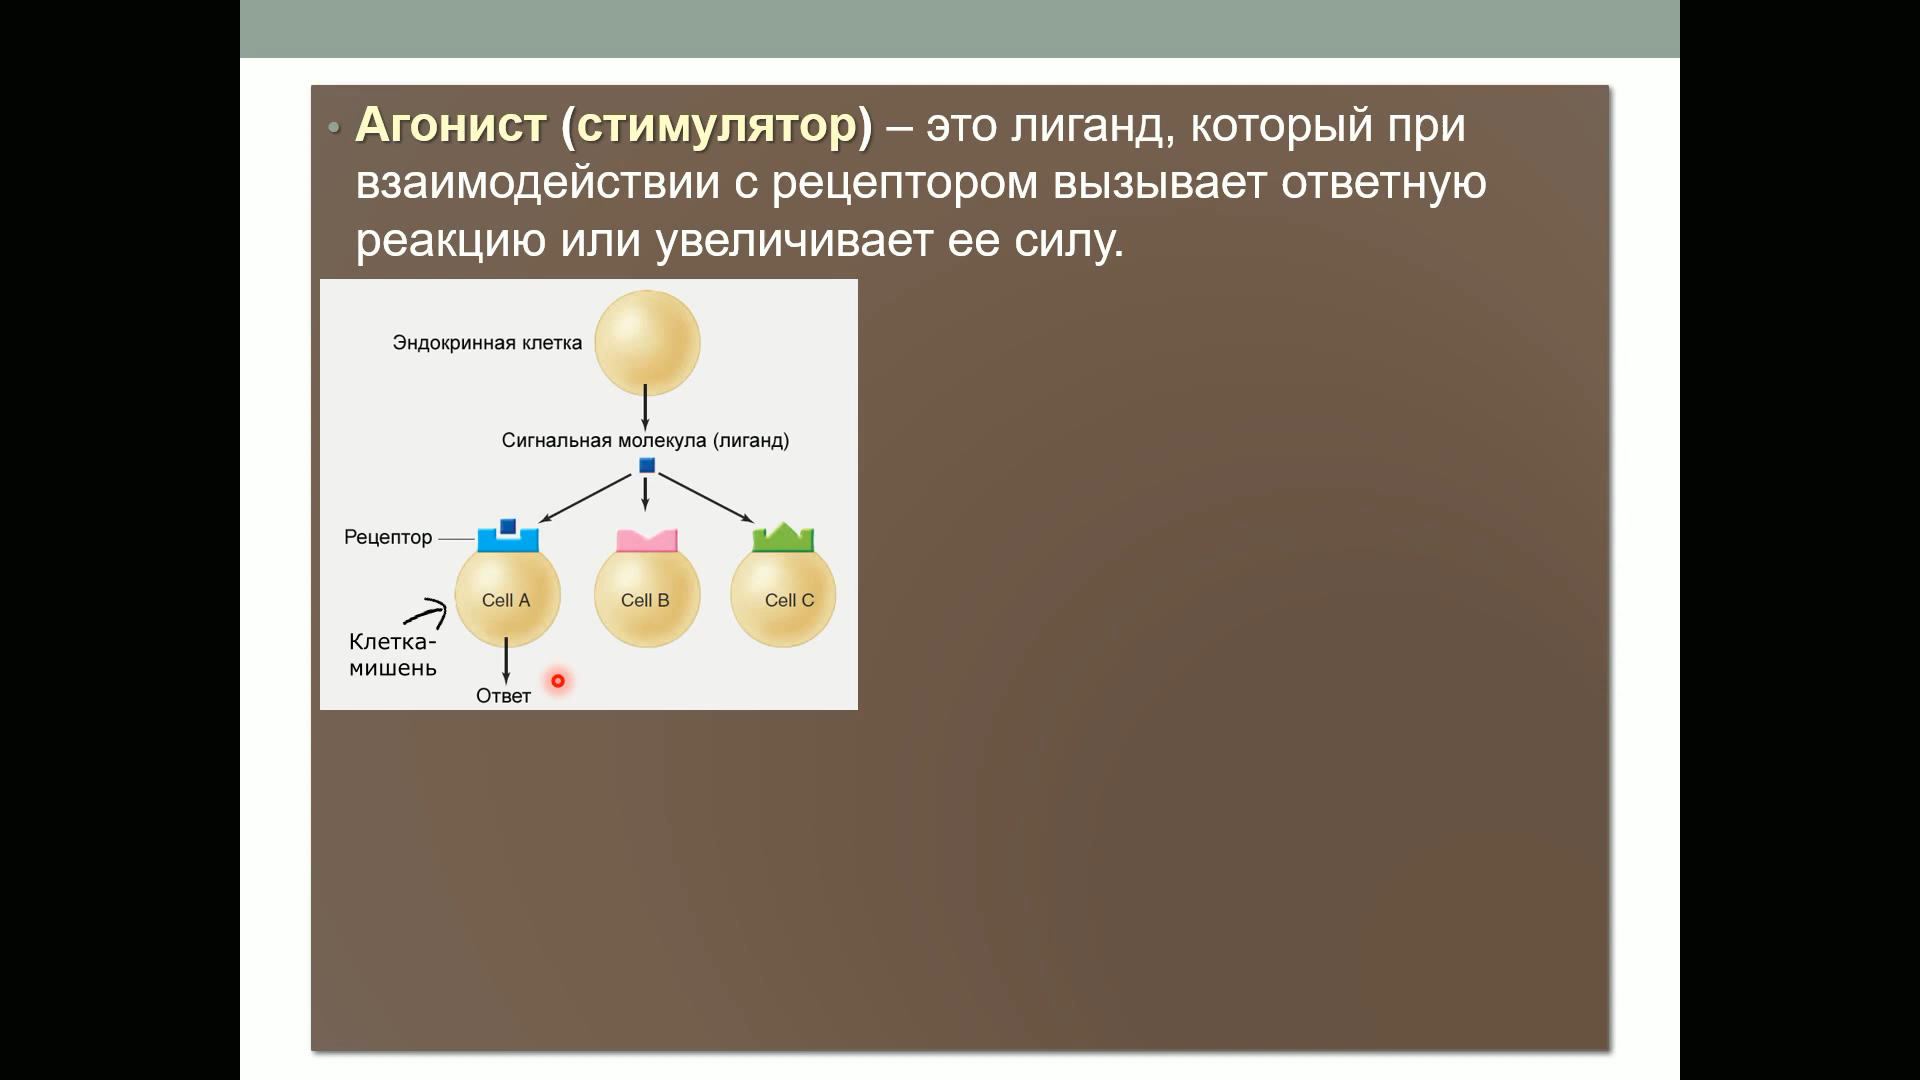 • Агонист (стимулятор) – это лиганд, который при
взаимодействии с рецептором вызывает ответную
реакцию или увеличивает ее силу.
Эндокринная клетка
Сигнальная молекула (лиганд)
Рецептор
Cell A
Cell B
Cell C
Клетка-
мишень
Ответ